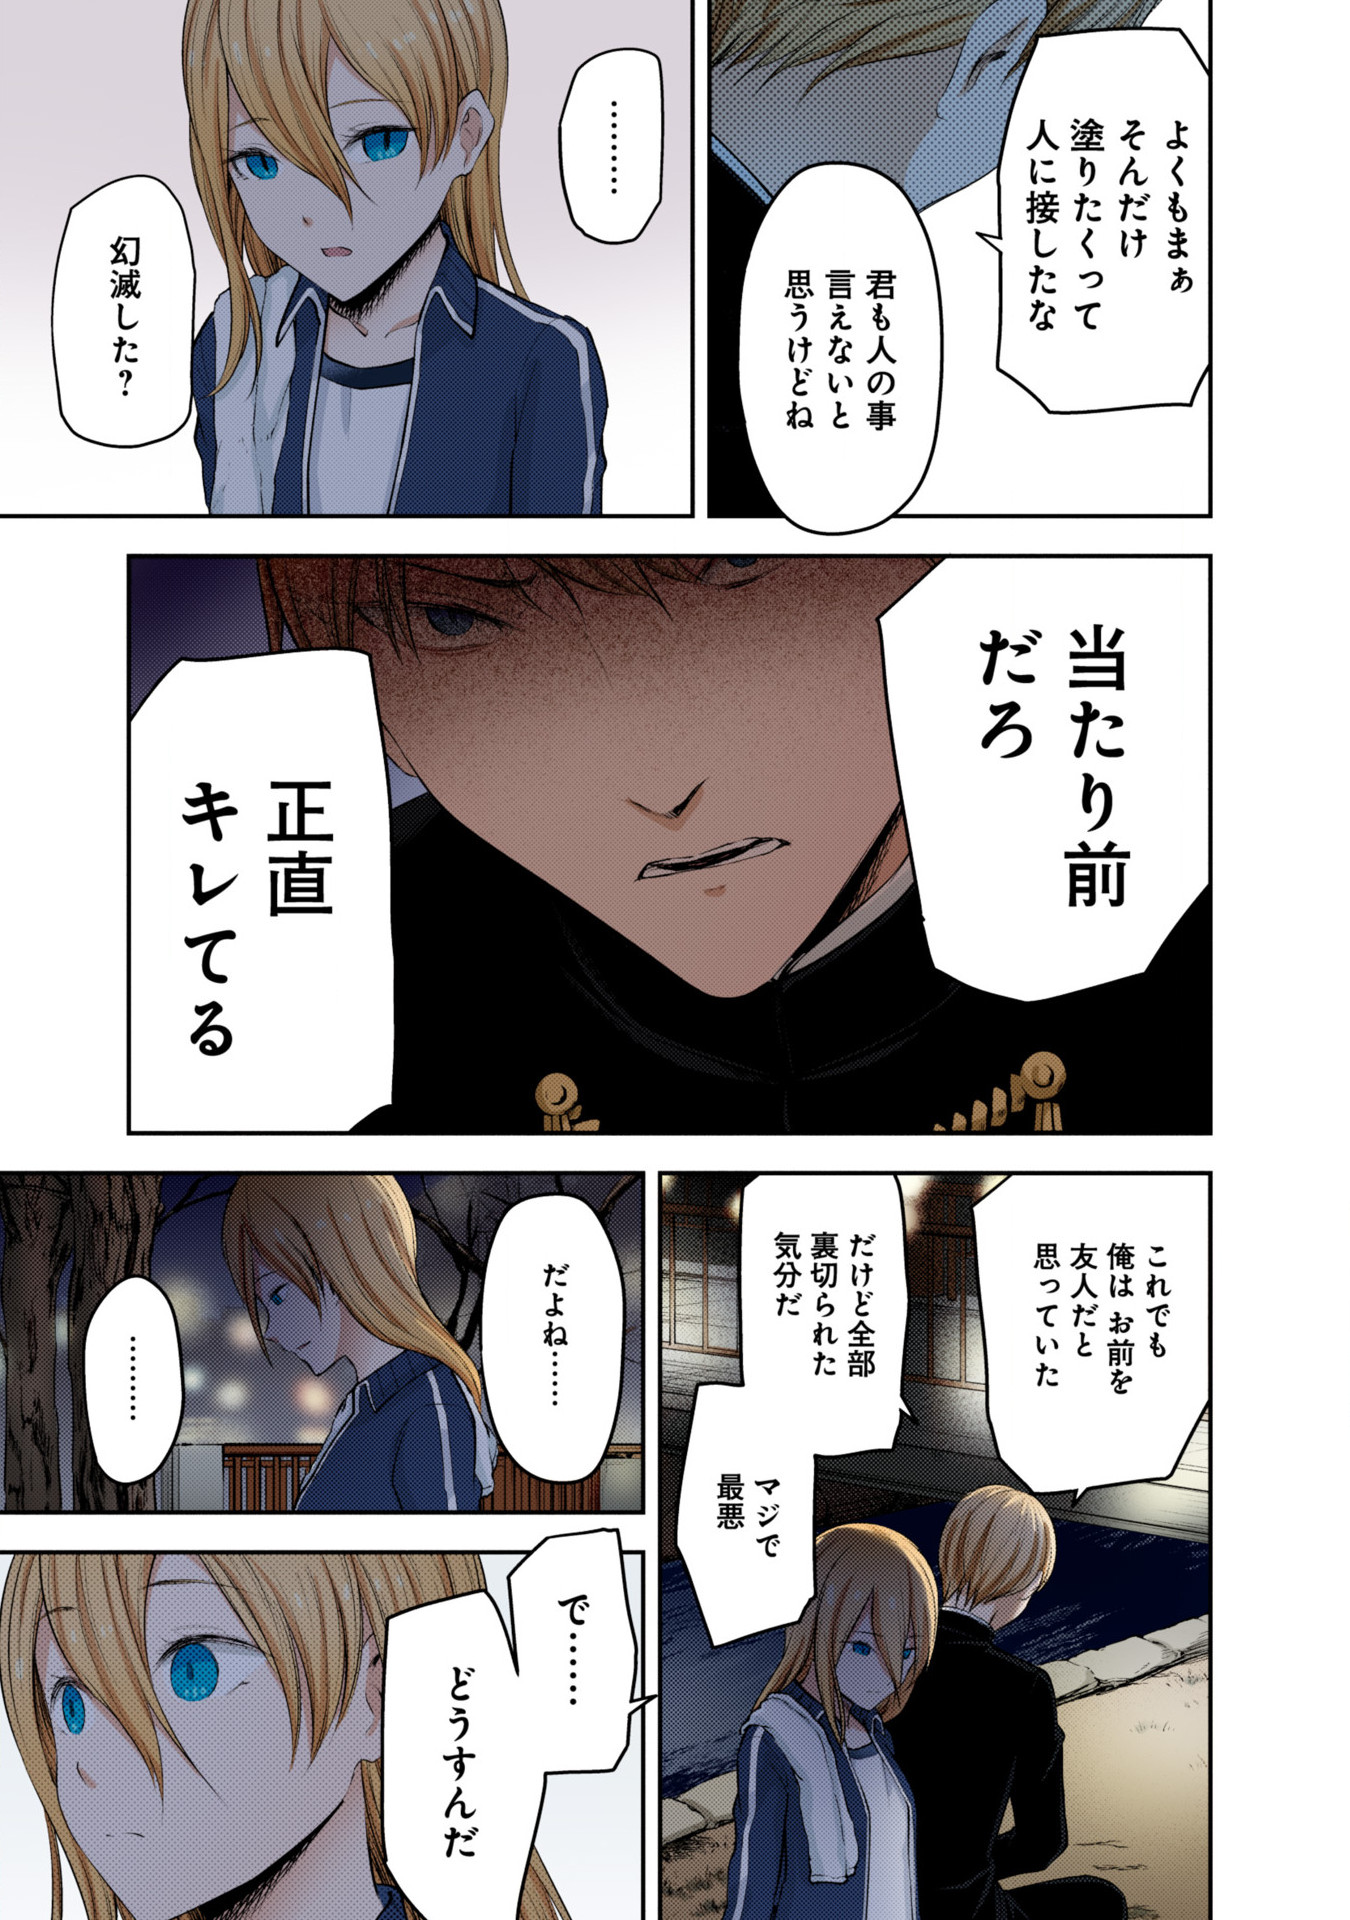 よくもまぁ
そんだけ
塗りたくって
人に接したな
君も人の事
言えないと
思うけどね
………
幻滅した？
当たり前
だろ
正直
キレてる
これでも
俺はお前を
友人だと
思っていた
だけど全部
裏切られた
気分だ
マジで
最悪
だよね……
………
で……
どうすんだ